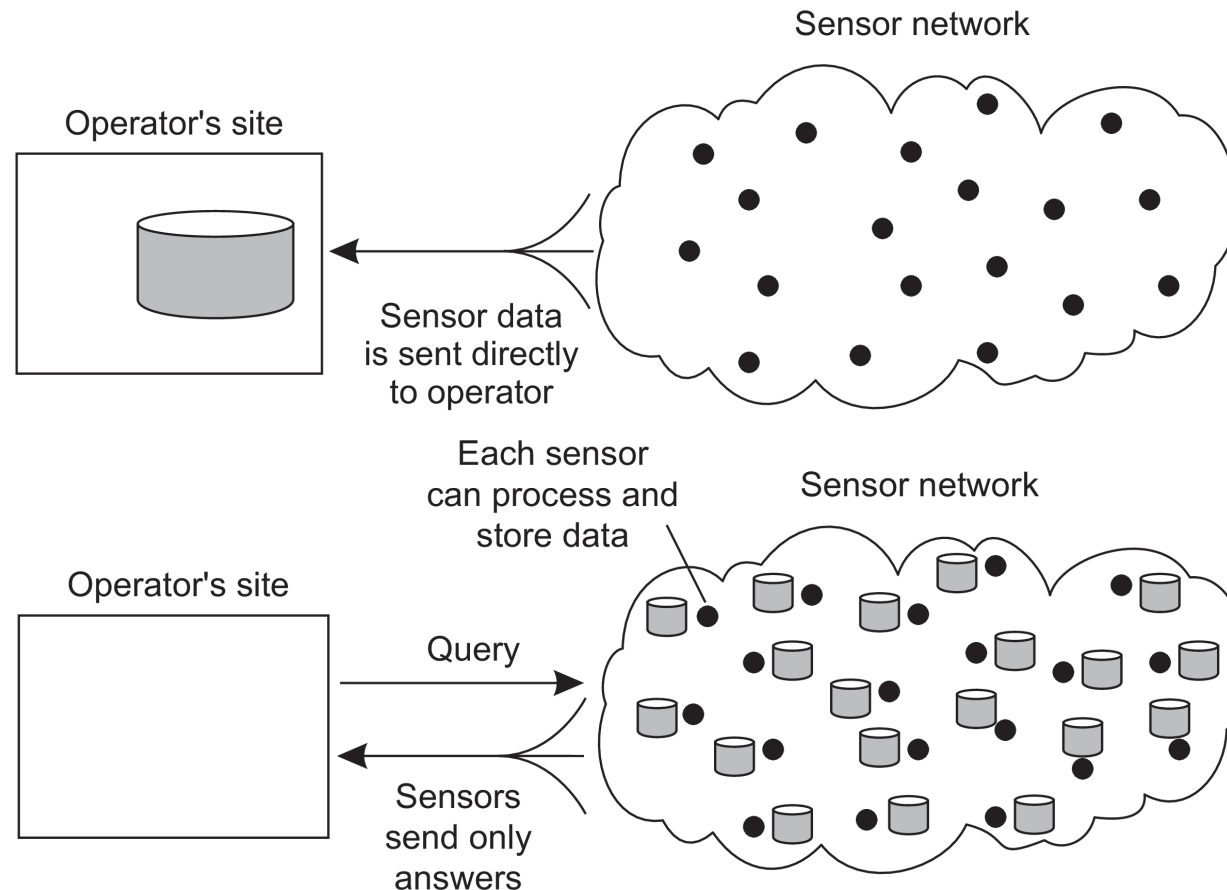 Sensor network
Operator's site
Sensor data
is sent directly
to operator
Each sensor
can process and
store data
Sensor network
Operator's site
Query
Sensors
send only
answers